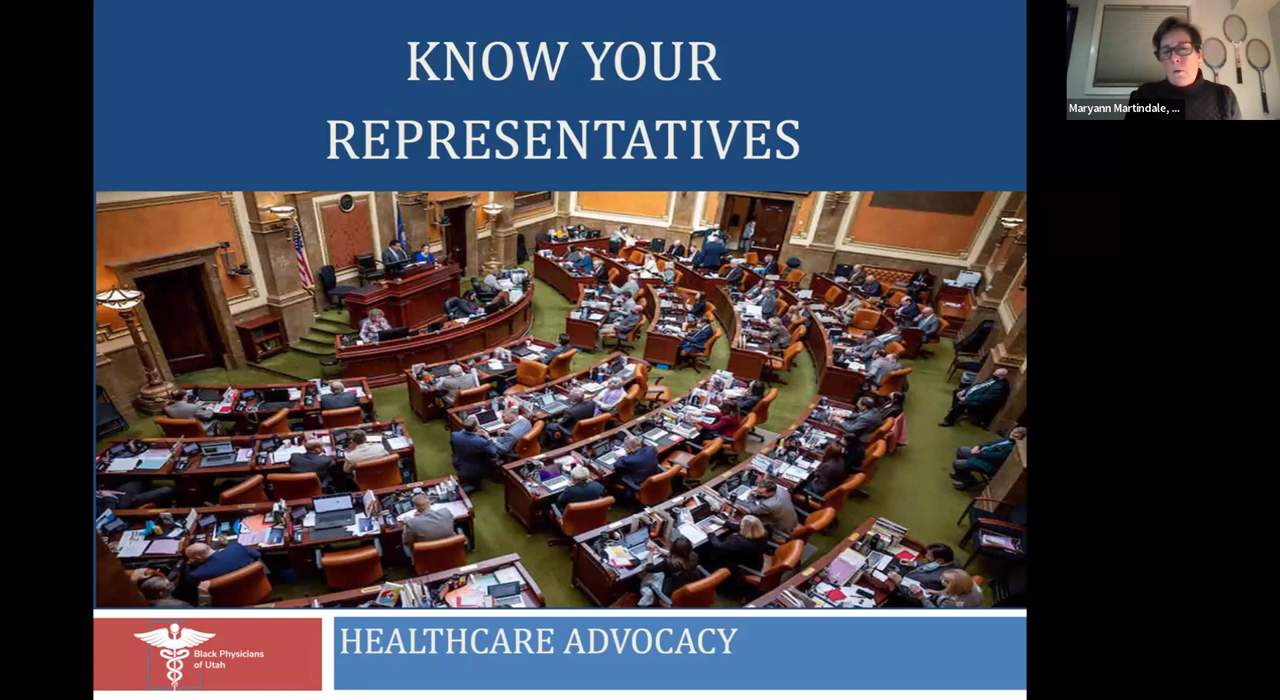 KNOW YOUR
REPRESENTATIVES
Maryann Martindale, ...
Black Physicians
of Utah
HEALTHCARE ADVOCACY